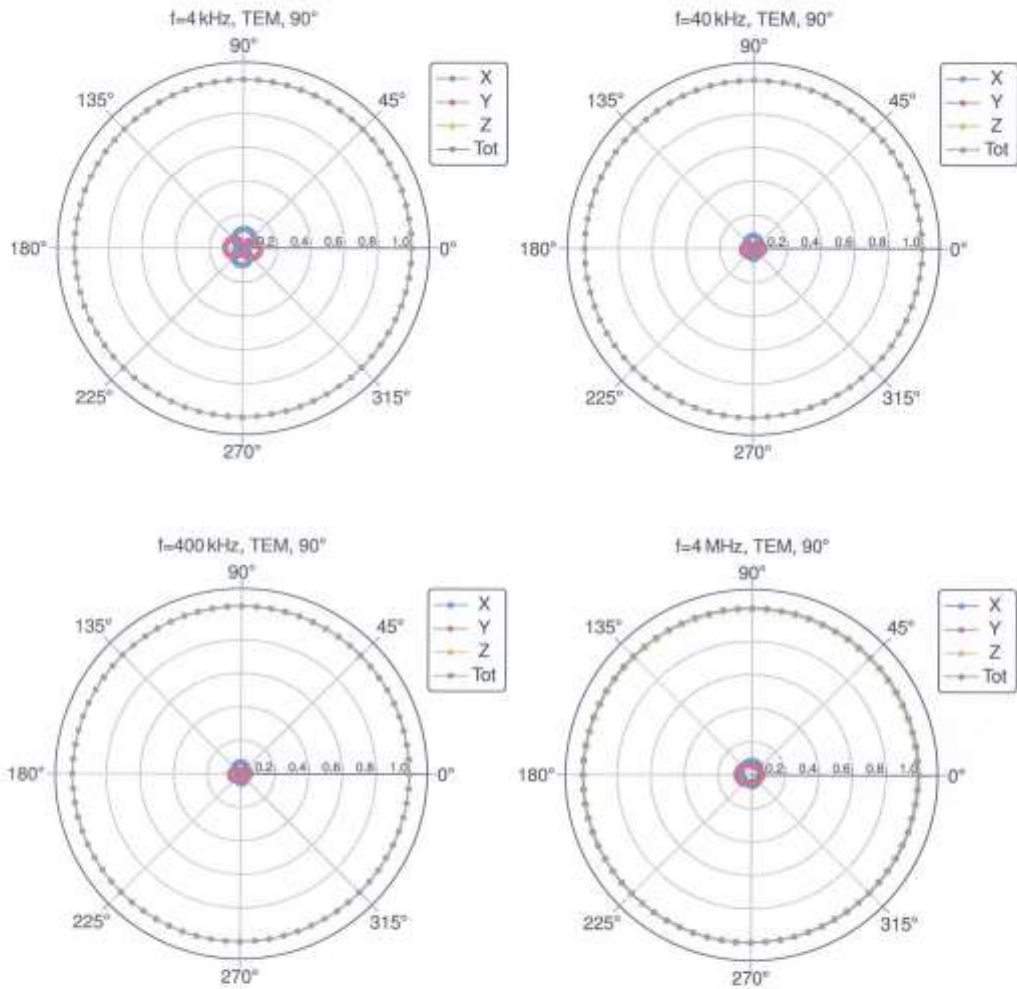 f=4 kHz, TEM, 90°
90°
135°
45°
180°
0.2 0.4 0.6 0.8 1.0
0°
225°
315°
270°
X
Y
Z
Tot
f=40 kHz, TEM, 90°
90°
135°
45°
180°
0.2 0.4 0.6 0.8 1.0
0°
225°
315°
270°
X
Y
Z
Tot
f=400 kHz, TEM, 90°
90°
135°
45°
180°
0.2 0.4 0.6 0.8 1.0
0°
225°
315°
270°
X
Y
Z
Tot
f=4 MHz, TEM, 90°
90°
135°
45°
180°
0.2 0.4 0.6 0.8 1.0
0°
225°
315°
270°
X
Y
Z
Tot